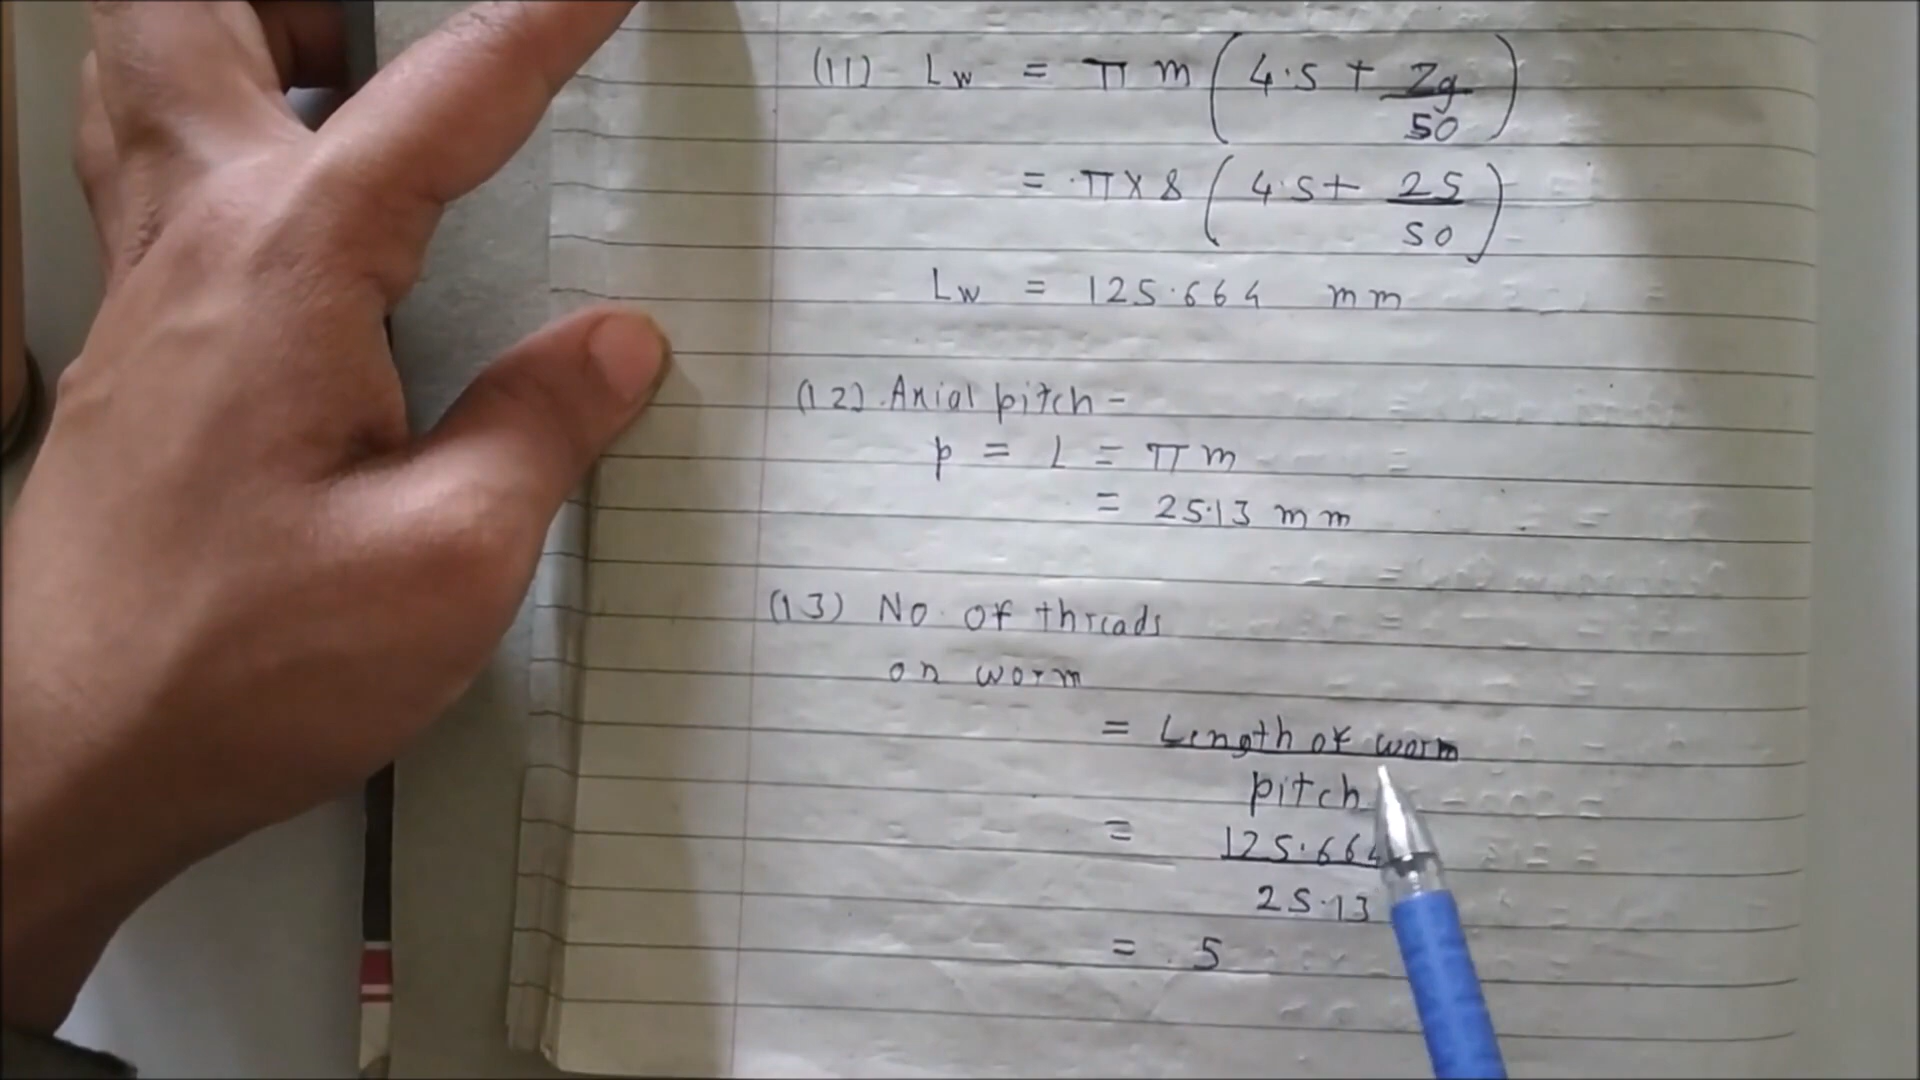 (11) Lw = π m ( 4.5 + Zg / 50 )
= π × 8 ( 4.5 + 25 / 50 )
Lw = 125.664 mm
(12) Axial pitch -
p = L = π m
= 25.13 mm
(13) No. of threads
on worm
= Length of worm
pitch
= 125.664
25.13
= 5